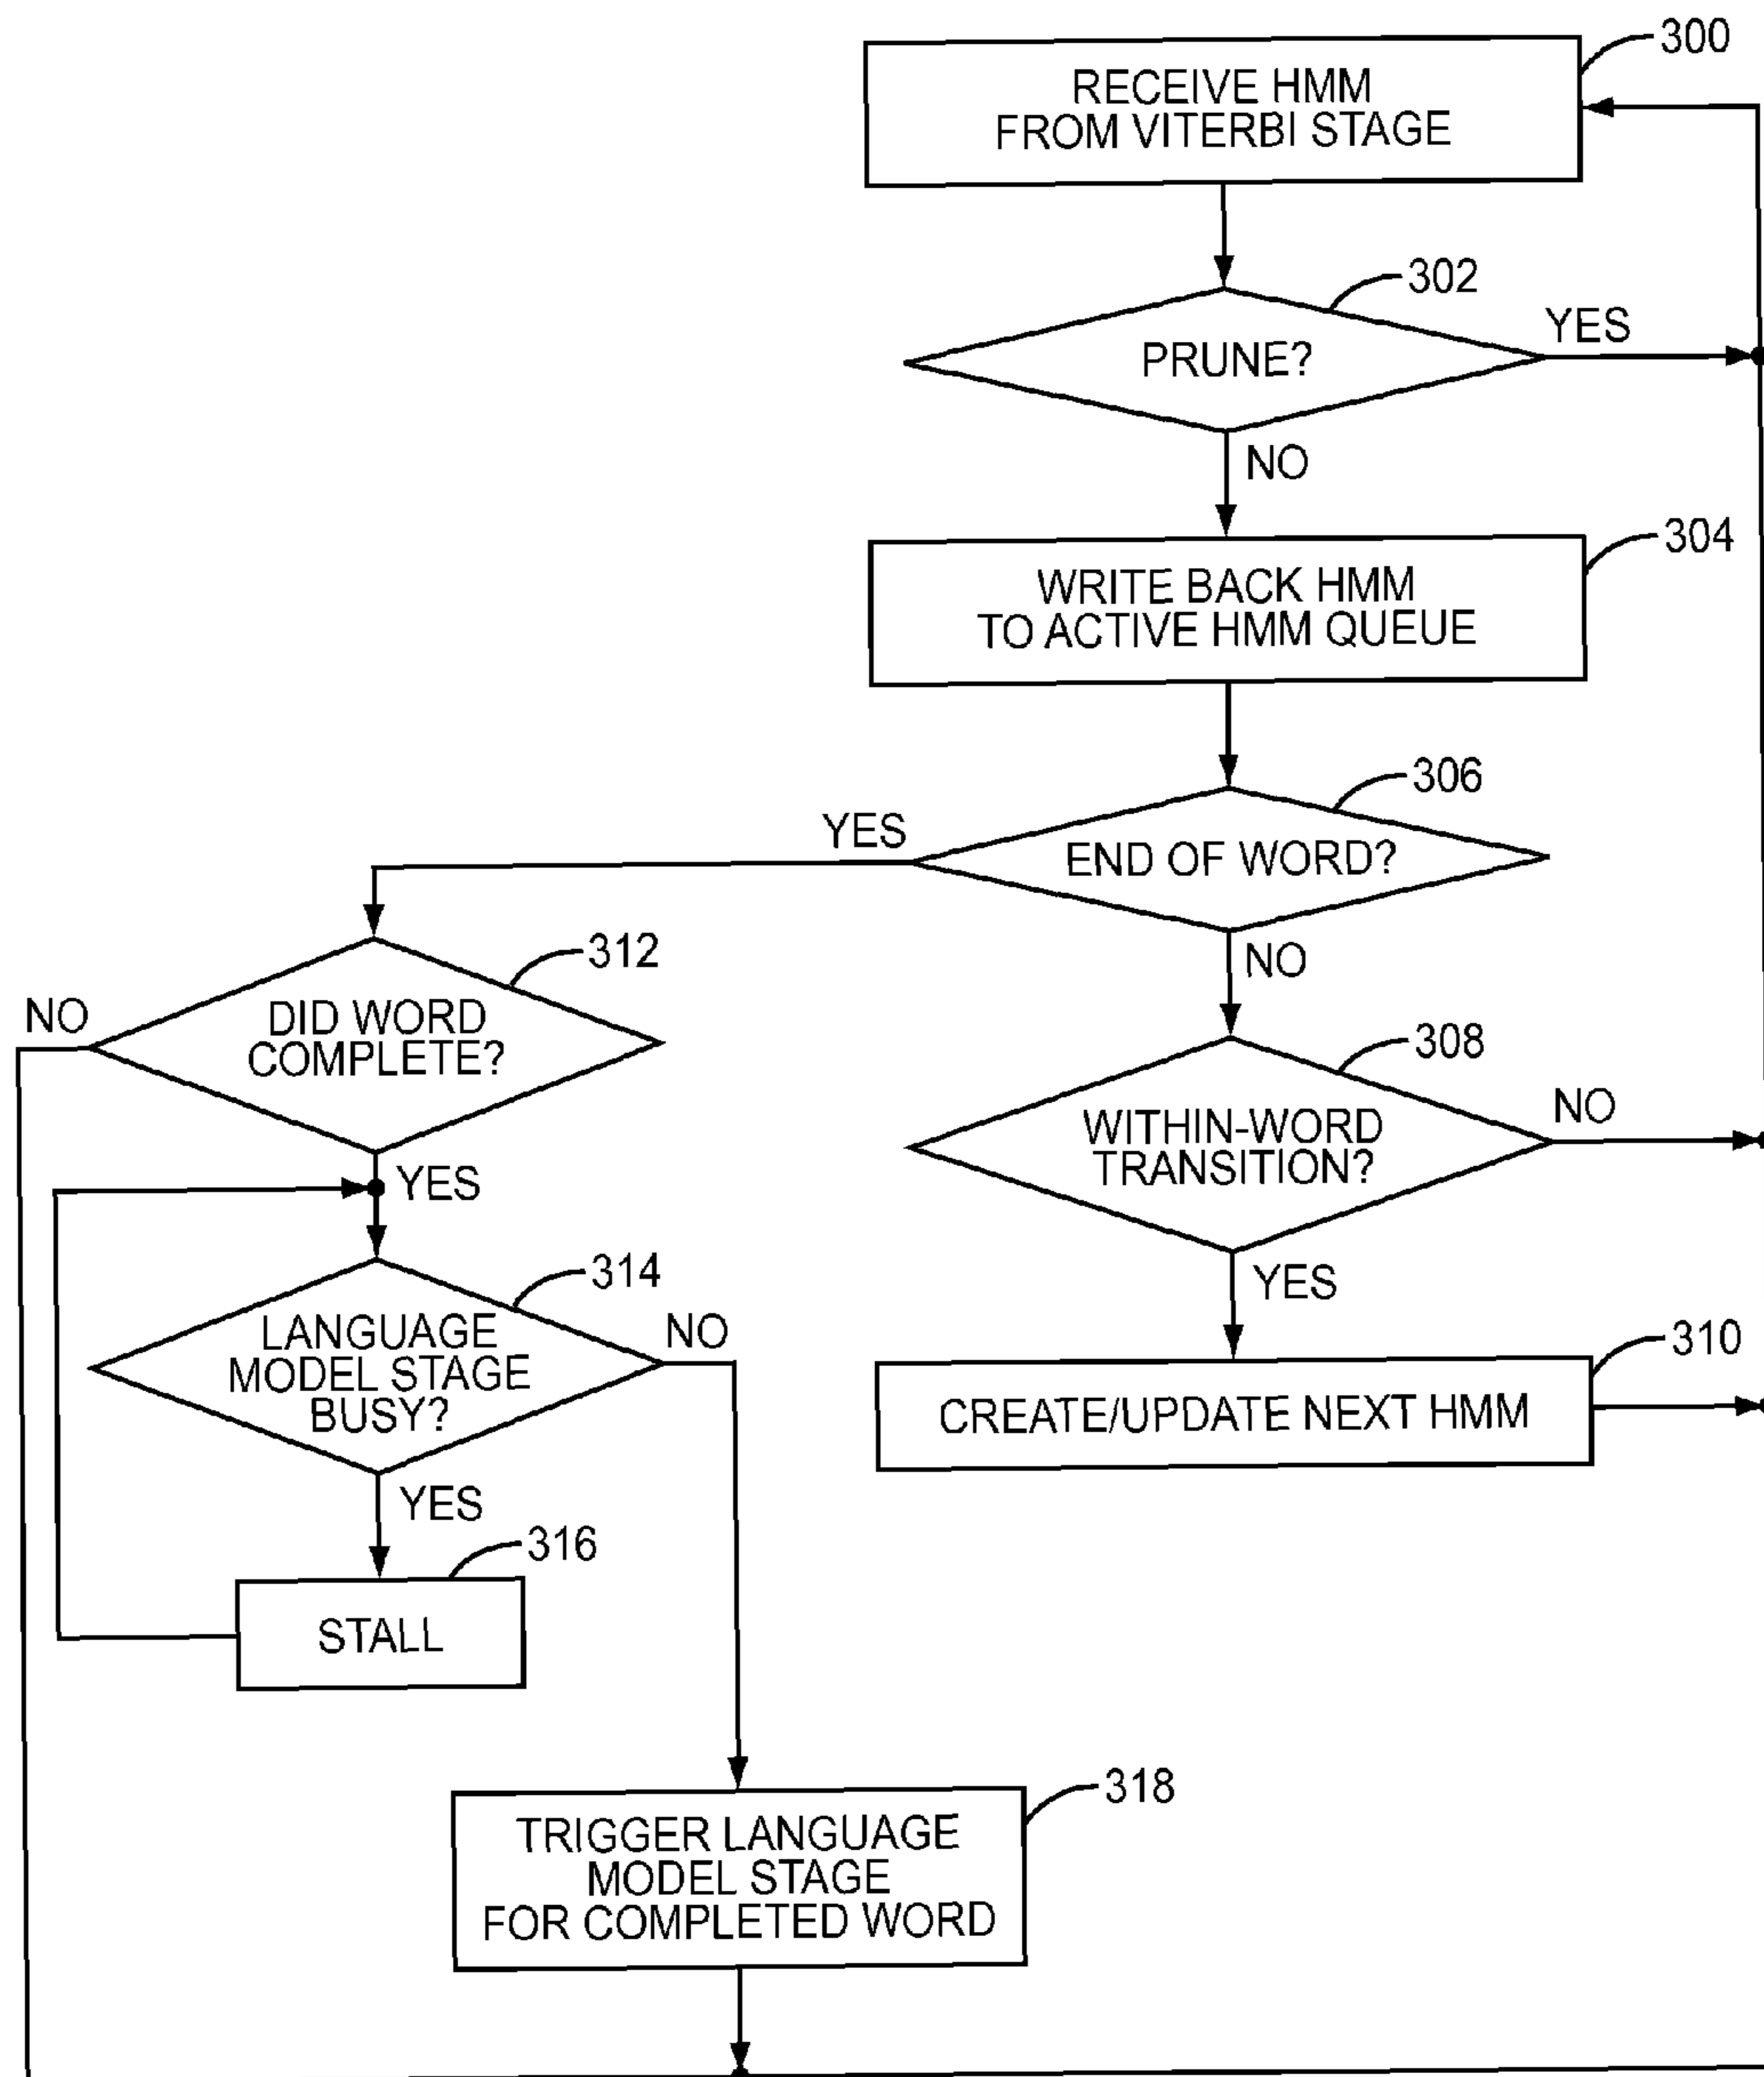 300
RECEIVE HMM
FROM VITERBI STAGE
302
PRUNE?
YES
NO
304
WRITE BACK HMM
TO ACTIVE HMM QUEUE
306
YES
END OF WORD?
NO
312
NO
DID WORD
COMPLETE?
YES
308
WITHIN-WORD
TRANSITION?
NO
YES
314
LANGUAGE
MODEL STAGE
BUSY?
NO
YES
310
CREATE/UPDATE NEXT HMM
316
STALL
318
TRIGGER LANGUAGE
MODEL STAGE
FOR COMPLETED WORD